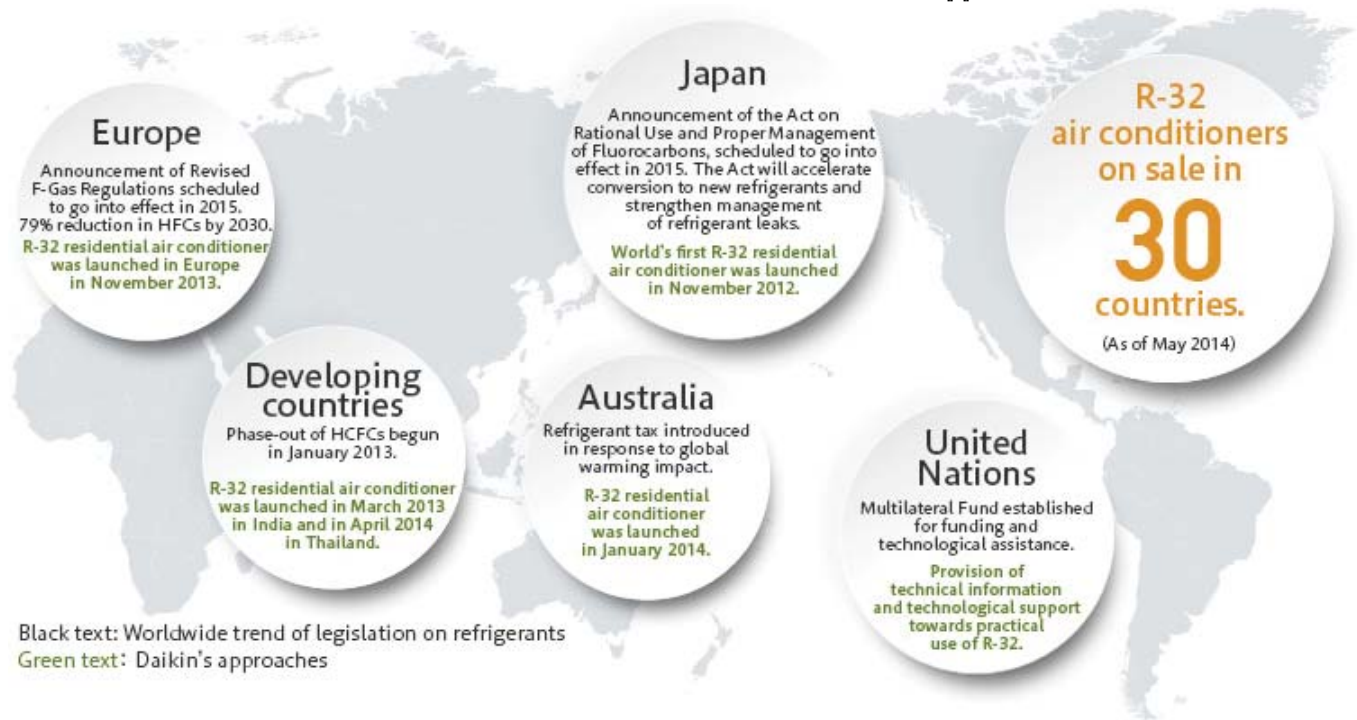 Europe
Announcement of Revised
F-Gas Regulations scheduled
to go into effect in 2015.
79% reduction in HFCs by 2030.
R-32 residential air conditioner
was launched in Europe
in November 2013.
Japan
Announcement of the Act on
Rational Use and Proper Management
of Fluorocarbons, scheduled to go into
effect in 2015. The Act will accelerate
conversion to new refrigerants and
strengthen management
of refrigerant leaks.
World's first R-32 residential
air conditioner was launched
in November 2012.
R-32
air conditioners
on sale in
30
countries.
(As of May 2014)
Developing
countries
Phase-out of HCFCs begun
in January 2013.
R-32 residential air conditioner
was launched in March 2013
in India and in April 2014
in Thailand.
Australia
Refrigerant tax introduced
in response to global
warming impact.
R-32 residential
air conditioner
was launched
in January 2014.
United
Nations
Multilateral Fund established
for funding and
technological assistance.
Provision of
technical information
and technological support
towards practical
use of R-32.
Black text: Worldwide trend of legislation on refrigerants
Green text: Daikin's approaches